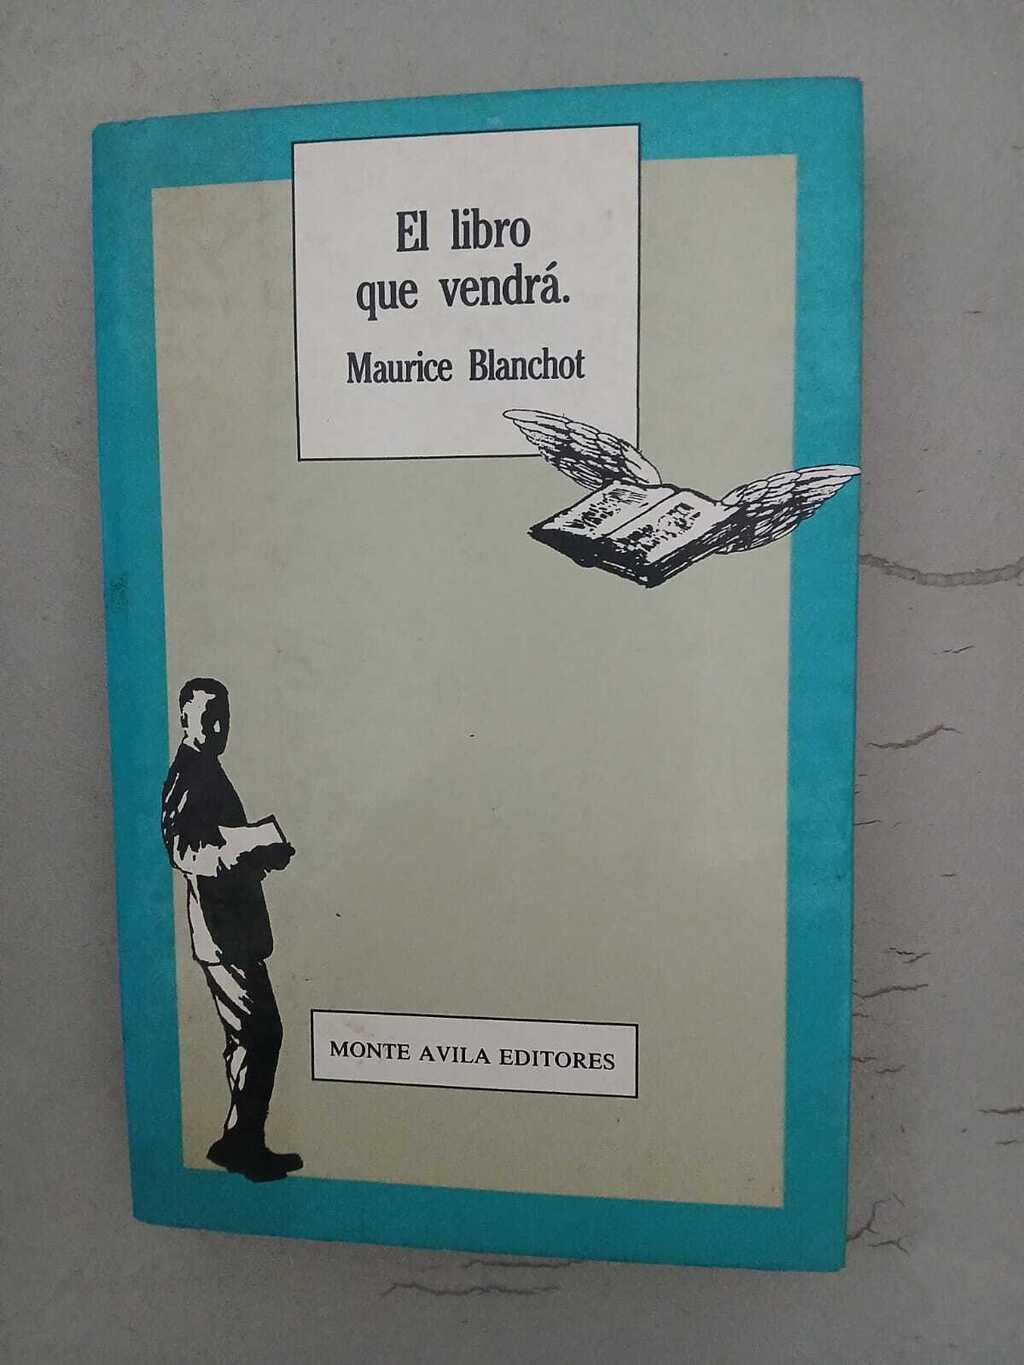 El libro
que vendrá.
Maurice Blanchot
MONTE AVILA EDITORES